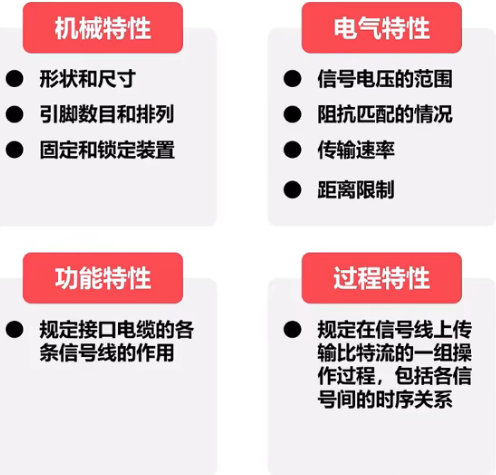 机械特性
● 形状和尺寸
● 引脚数目和排列
● 固定和锁定装置
电气特性
● 信号电压的范围
● 阻抗匹配的情况
● 传输速率
● 距离限制
功能特性
● 规定接口电缆的各
条信号线的作用
过程特性
● 规定在信号线上传
输比特流的一组操
作过程，包括各信
号间的时序关系